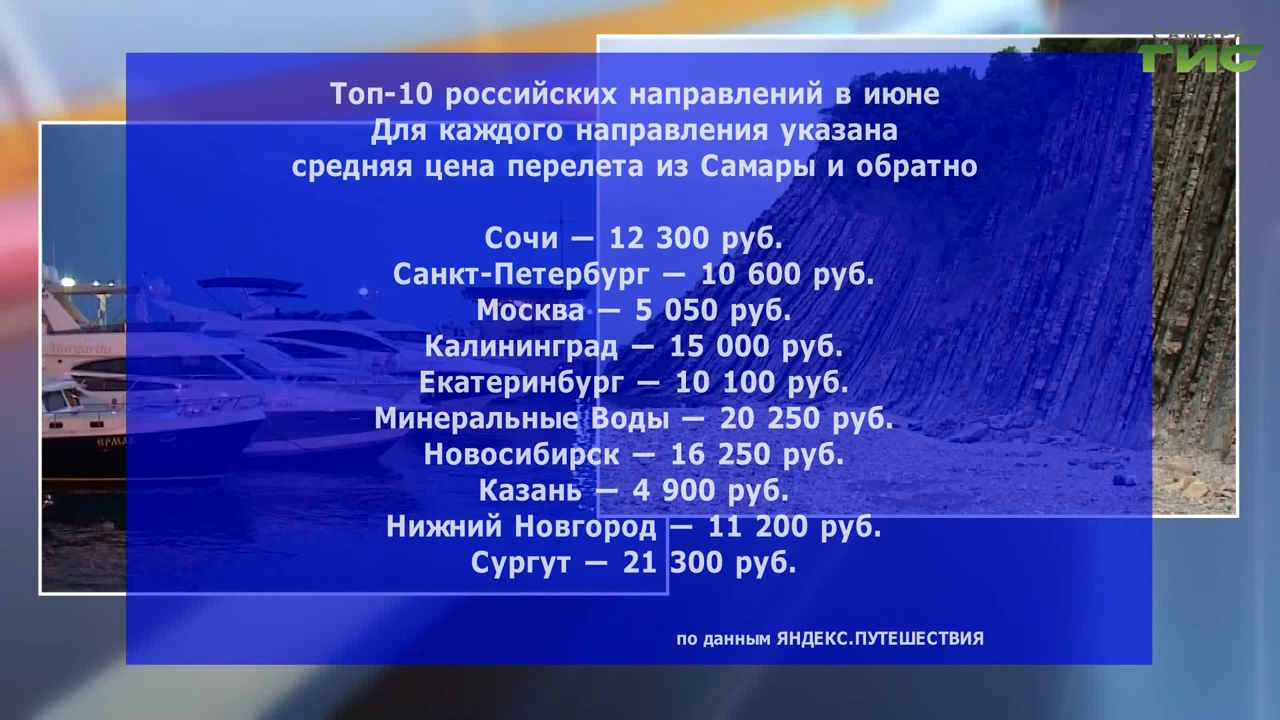 САМАРА
ГИС
Топ-10 российских направлений в июне
Для каждого направления указана
средняя цена перелета из Самары и обратно
Сочи — 12 300 руб.
Санкт-Петербург — 10 600 руб.
Москва — 5 050 руб.
Калининград — 15 000 руб.
Екатеринбург — 10 100 руб.
Минеральные Воды — 20 250 руб.
Новосибирск — 16 250 руб.
Казань — 4 900 руб.
Нижний Новгород — 11 200 руб.
Сургут — 21 300 руб.
Margarita
ЕРМАК
по данным ЯНДЕКС.ПУТЕШЕСТВИЯ